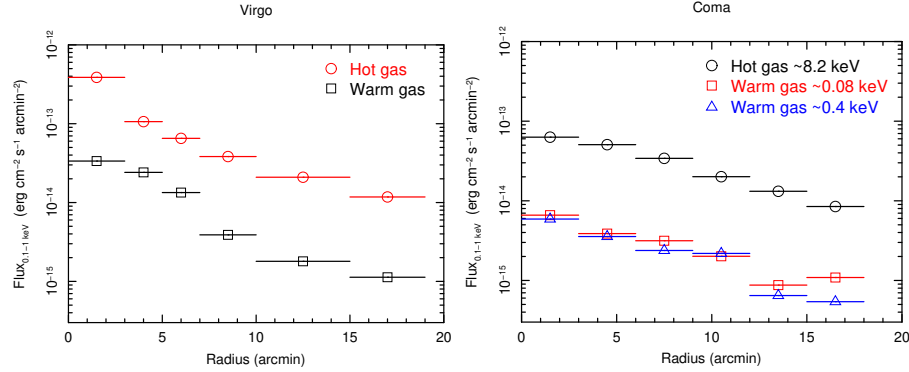 Virgo
Flux0.1−1 keV (erg cm−2 s−1 arcmin−2)
10−12
10−13
10−14
10−15
Hot gas
Warm gas
0 5 10 15 20
Radius (arcmin)
Coma
Flux0.1−1 keV (erg cm−2 s−1 arcmin−2)
10−12
10−13
10−14
10−15
Hot gas ~8.2 keV
Warm gas ~0.08 keV
Warm gas ~0.4 keV
0 5 10 15 20
Radius (arcmin)